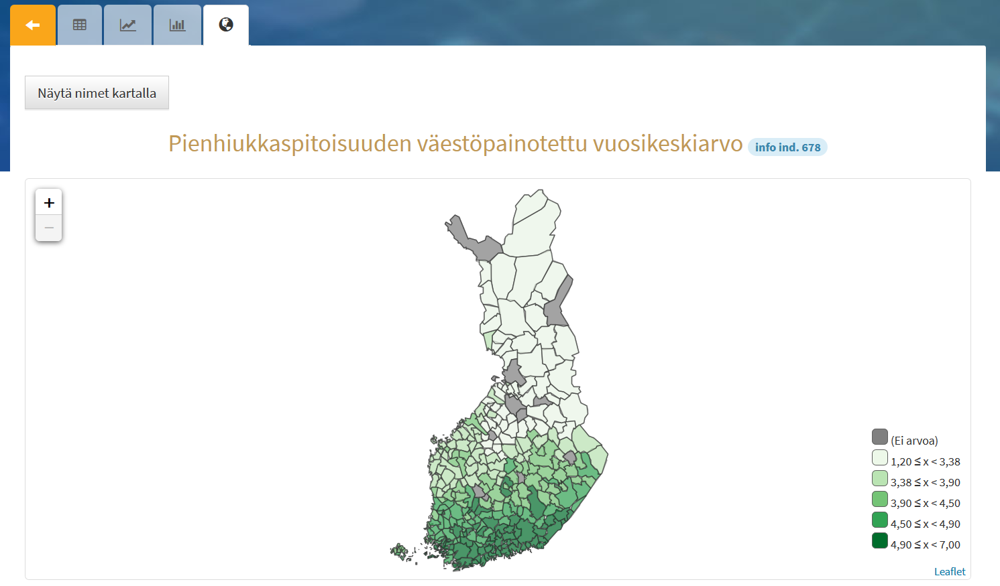 Näytä nimet kartalla
Pienhiukkaspitoisuuden väestöpainotettu vuosikeskiarvo info ind. 678
+
−
(Ei arvoa)
1,20 ≤ x < 3,38
3,38 ≤ x < 3,90
3,90 ≤ x < 4,50
4,50 ≤ x < 4,90
4,90 ≤ x < 7,00
Leaflet